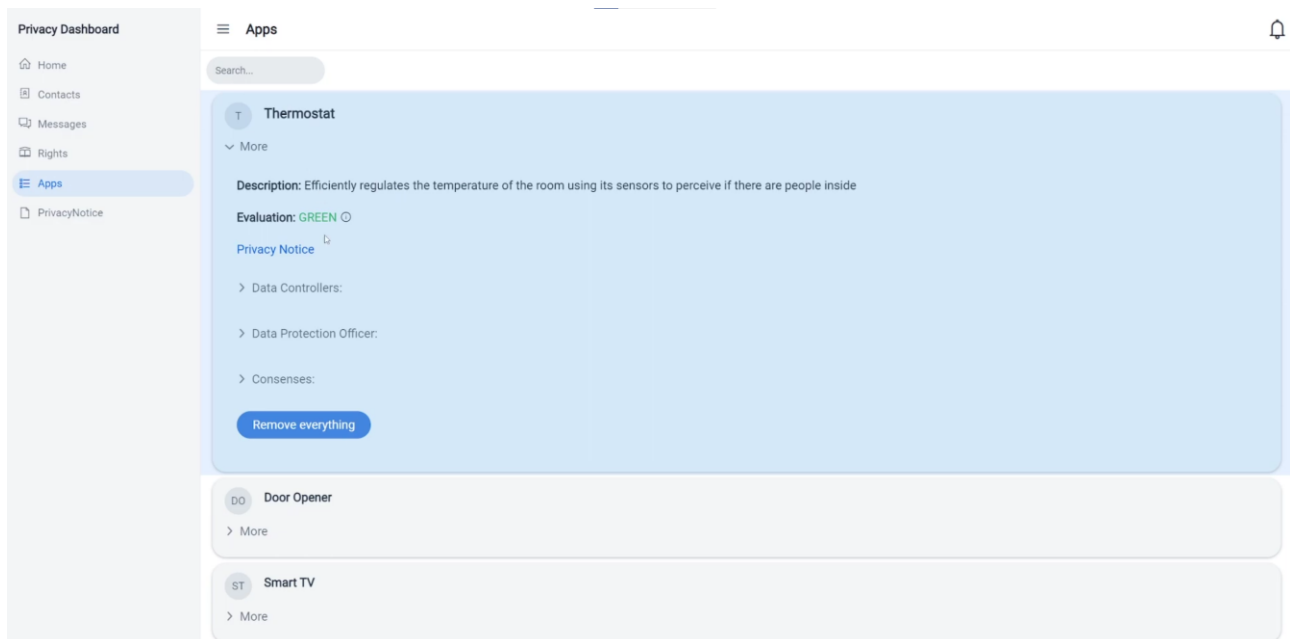 Privacy Dashboard
Home
Contacts
Messages
Rights
Apps
PrivacyNotice
Apps
Search...
T Thermostat
More
Description: Efficiently regulates the temperature of the room using its sensors to perceive if there are people inside
Evaluation: GREEN
Privacy Notice
Data Controllers:
Data Protection Officer:
Consenses:
Remove everything
DO Door Opener
More
ST Smart TV
More